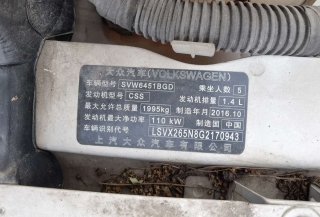 上汽大众汽车(VOLKSWAGEN)
车辆型号 SVW6451BGD 乘坐人数 5
发动机型号 CSS 发动机排量 1.4 L
最大允许总质量 1995kg 制造年月 2016.10
发动机最大净功率 110 kW 制造国 中国
车辆识别代号 LSVX265N8G2170943
上汽大众汽车有限公司